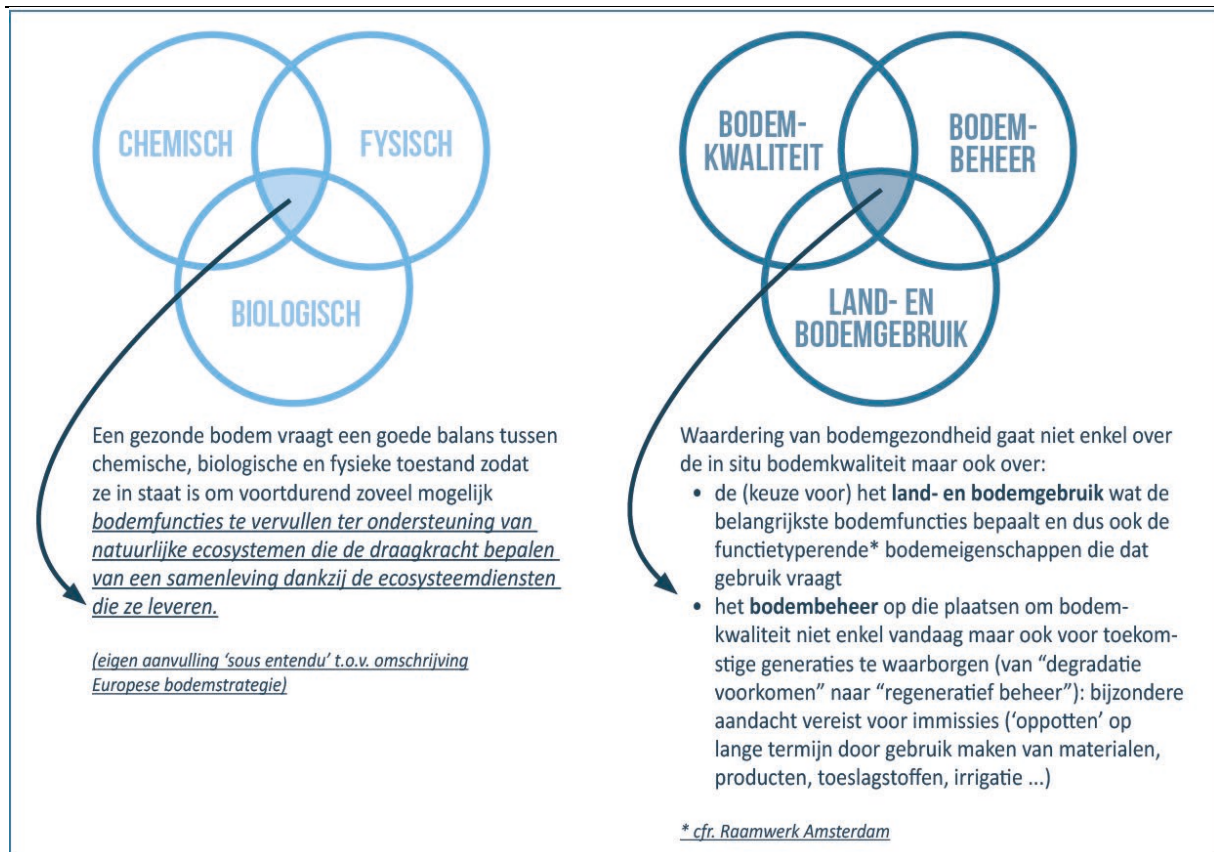 CHEMISCH
FYSISCH
BIOLOGISCH
Een gezonde bodem vraagt een goede balans tussen
chemische, biologische en fysieke toestand zodat
ze in staat is om voortdurend zoveel mogelijk
bodemfuncties te vervullen ter ondersteuning van
natuurlijke ecosystemen die de draagkracht bepalen
van een samenleving dankzij de ecosysteemdiensten
die ze leveren.
(eigen aanvulling ‘sous entendu’ t.o.v. omschrijving
Europese bodemstrategie)
BODEM-
KWALITEIT
BODEM-
BEHEER
LAND- EN
BODEMGEBRUIK
Waardering van bodemgezondheid gaat niet enkel over
de in situ bodemkwaliteit maar ook over:
• de (keuze voor) het land- en bodemgebruik wat de
belangrijkste bodemfuncties bepaalt en dus ook de
functietyperende* bodemeigenschappen die dat
gebruik vraagt
• het bodembeheer op die plaatsen om bodem-
kwaliteit niet enkel vandaag maar ook voor toekom-
stige generaties te waarborgen (van “degradatie
voorkomen” naar “regeneratief beheer”): bijzondere
aandacht vereist voor immissies (‘oppotten’ op
lange termijn door gebruik maken van materialen,
producten, toeslagstoffen, irrigatie ...)
* cfr. Raamwerk Amsterdam